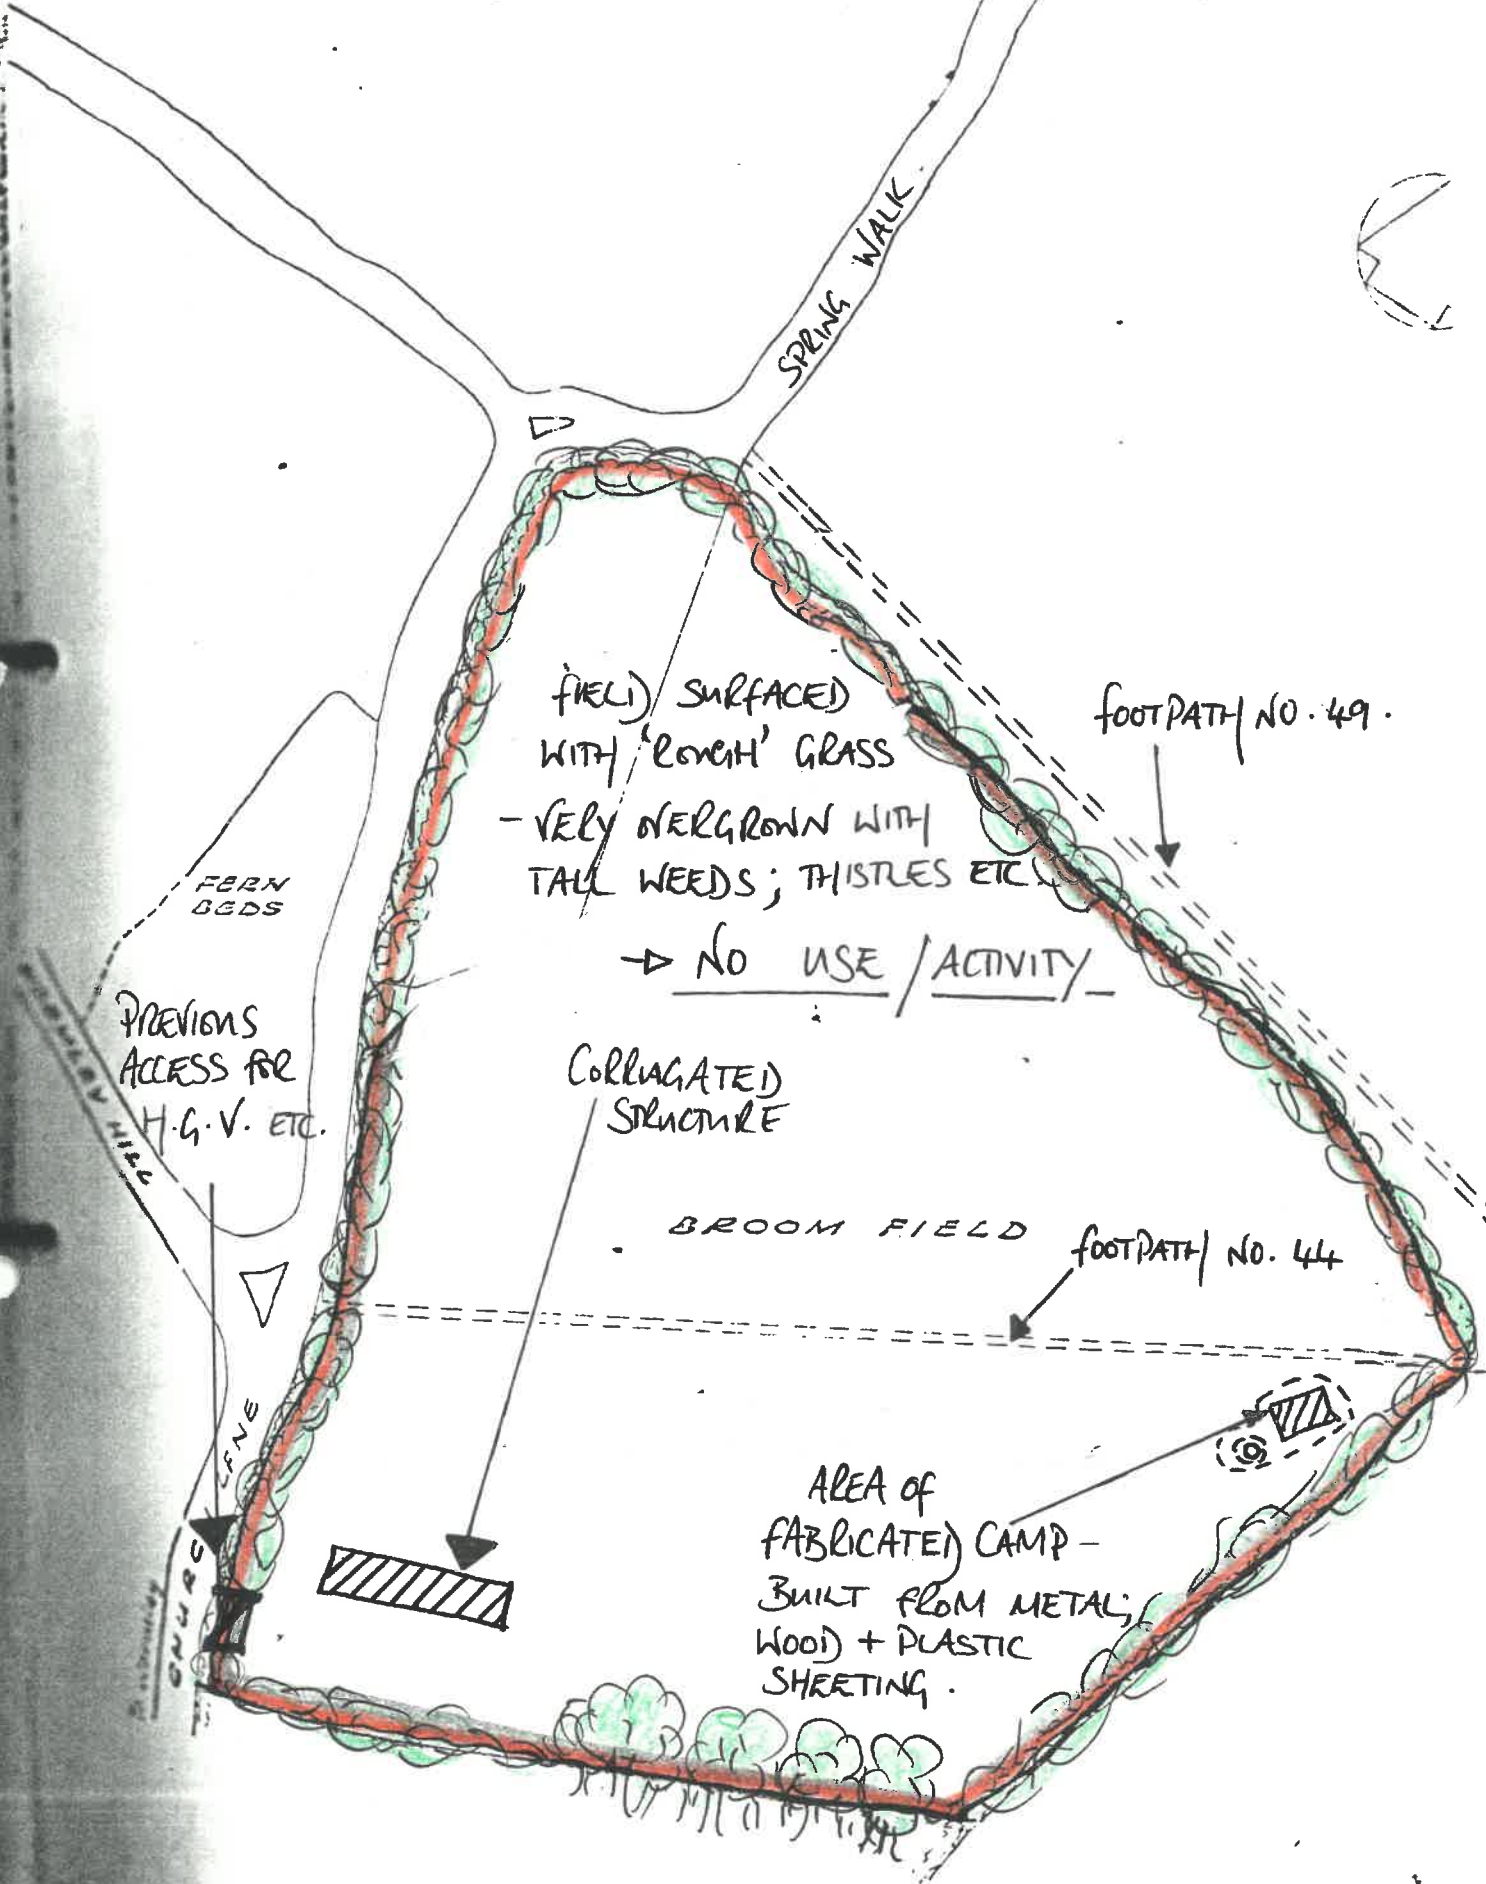 SPRING WALK.
FIELD SURFACED
WITH 'ROUGH' GRASS
- VERY OVERGROWN WITH
TALL WEEDS; THISTLES ETC.
→ NO USE / ACTIVITY
FOOTPATH NO. 49.
FERN
BEDS
PREVIOUS
ACCESS FOR
H.G.V. ETC.
HILL
CORRUGATED
STRUCTURE
BROOM FIELD
FOOTPATH NO. 44
AREA OF
FABRICATED CAMP -
BUILT FROM METAL;
WOOD + PLASTIC
SHEETING.